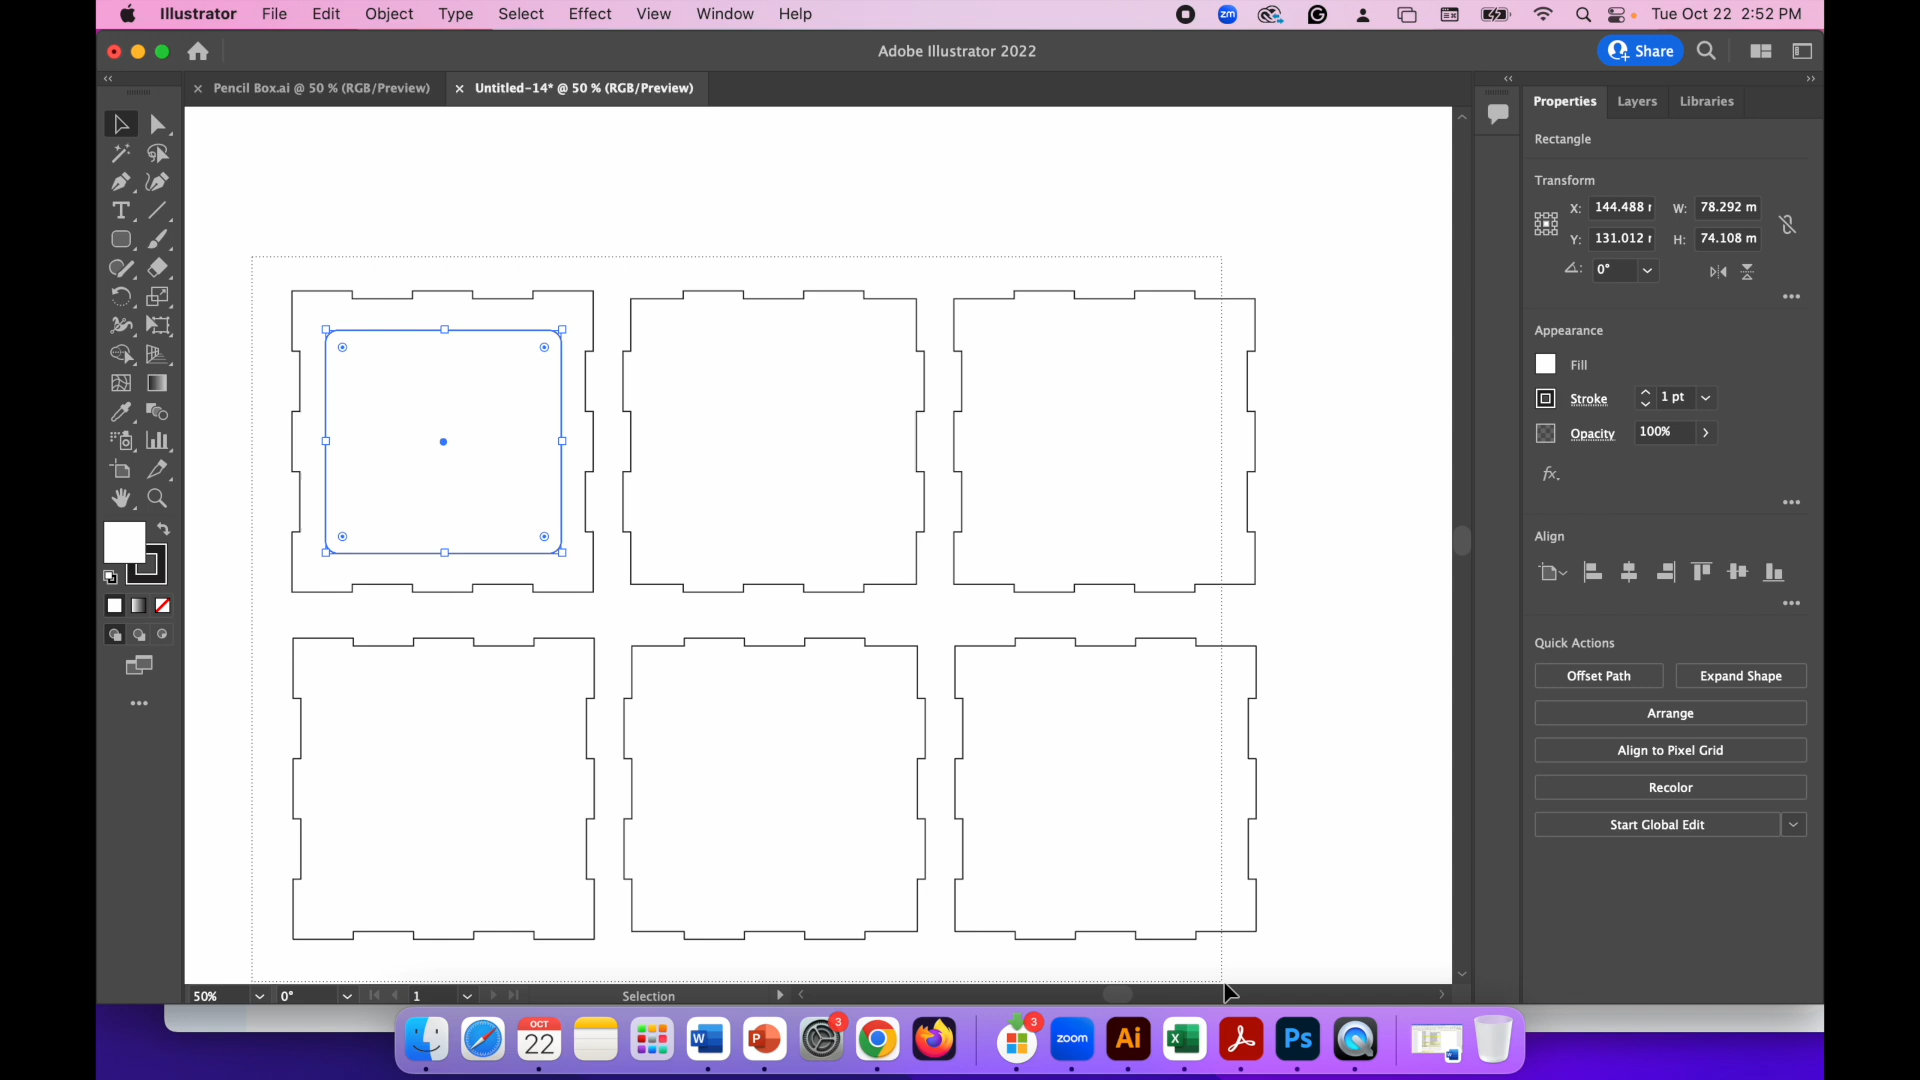 Illustrator File Edit Object Type Select Effect View Window Help
zm
Tue Oct 22 2:52 PM
Adobe Illustrator 2022
Share
Pencil Box.ai @ 50 % (RGB/Preview)
Untitled-14* @ 50 % (RGB/Preview)
Properties Layers Libraries
Rectangle
Transform
X: 144.488 W: 78.292 m
Y: 131.012 H: 74.108 m
0°
Appearance
Fill
Stroke 1 pt
Opacity 100%
fx.
Align
Quick Actions
Offset Path Expand Shape
Arrange
Align to Pixel Grid
Recolor
Start Global Edit
50% 0° 1 Selection
OCT
22
W
P
3
3
zoom
Ai
X
Ps